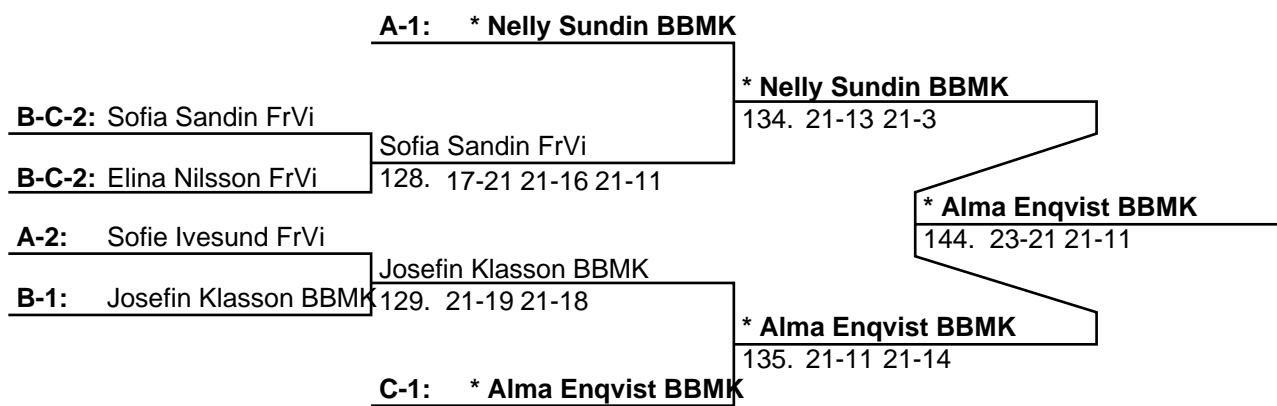 A-1: * Nelly Sundin BBMK
* Nelly Sundin BBMK
134. 21-13 21-3
B-C-2: Sofia Sandin FrVi
Sofia Sandin FrVi
B-C-2: Elina Nilsson FrVi
128. 17-21 21-16 21-11
* Alma Enqvist BBMK
144. 23-21 21-11
A-2: Sofie Ivesund FrVi
Josefin Klasson BBMK
B-1: Josefin Klasson BBMK
129. 21-19 21-18
* Alma Enqvist BBMK
135. 21-11 21-14
C-1: * Alma Enqvist BBMK